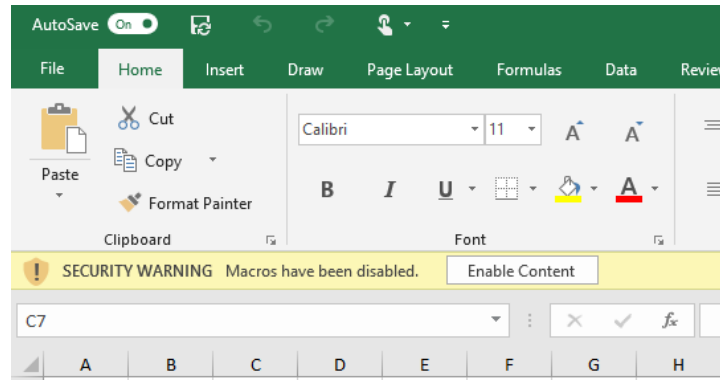 AutoSave On
File Home Insert Draw Page Layout Formulas Data Review
Cut
Calibri 11 A A
Copy
Paste
B I U A
Format Painter
Clipboard Font
SECURITY WARNING Macros have been disabled. Enable Content
C7 fx
A B C D E F G H